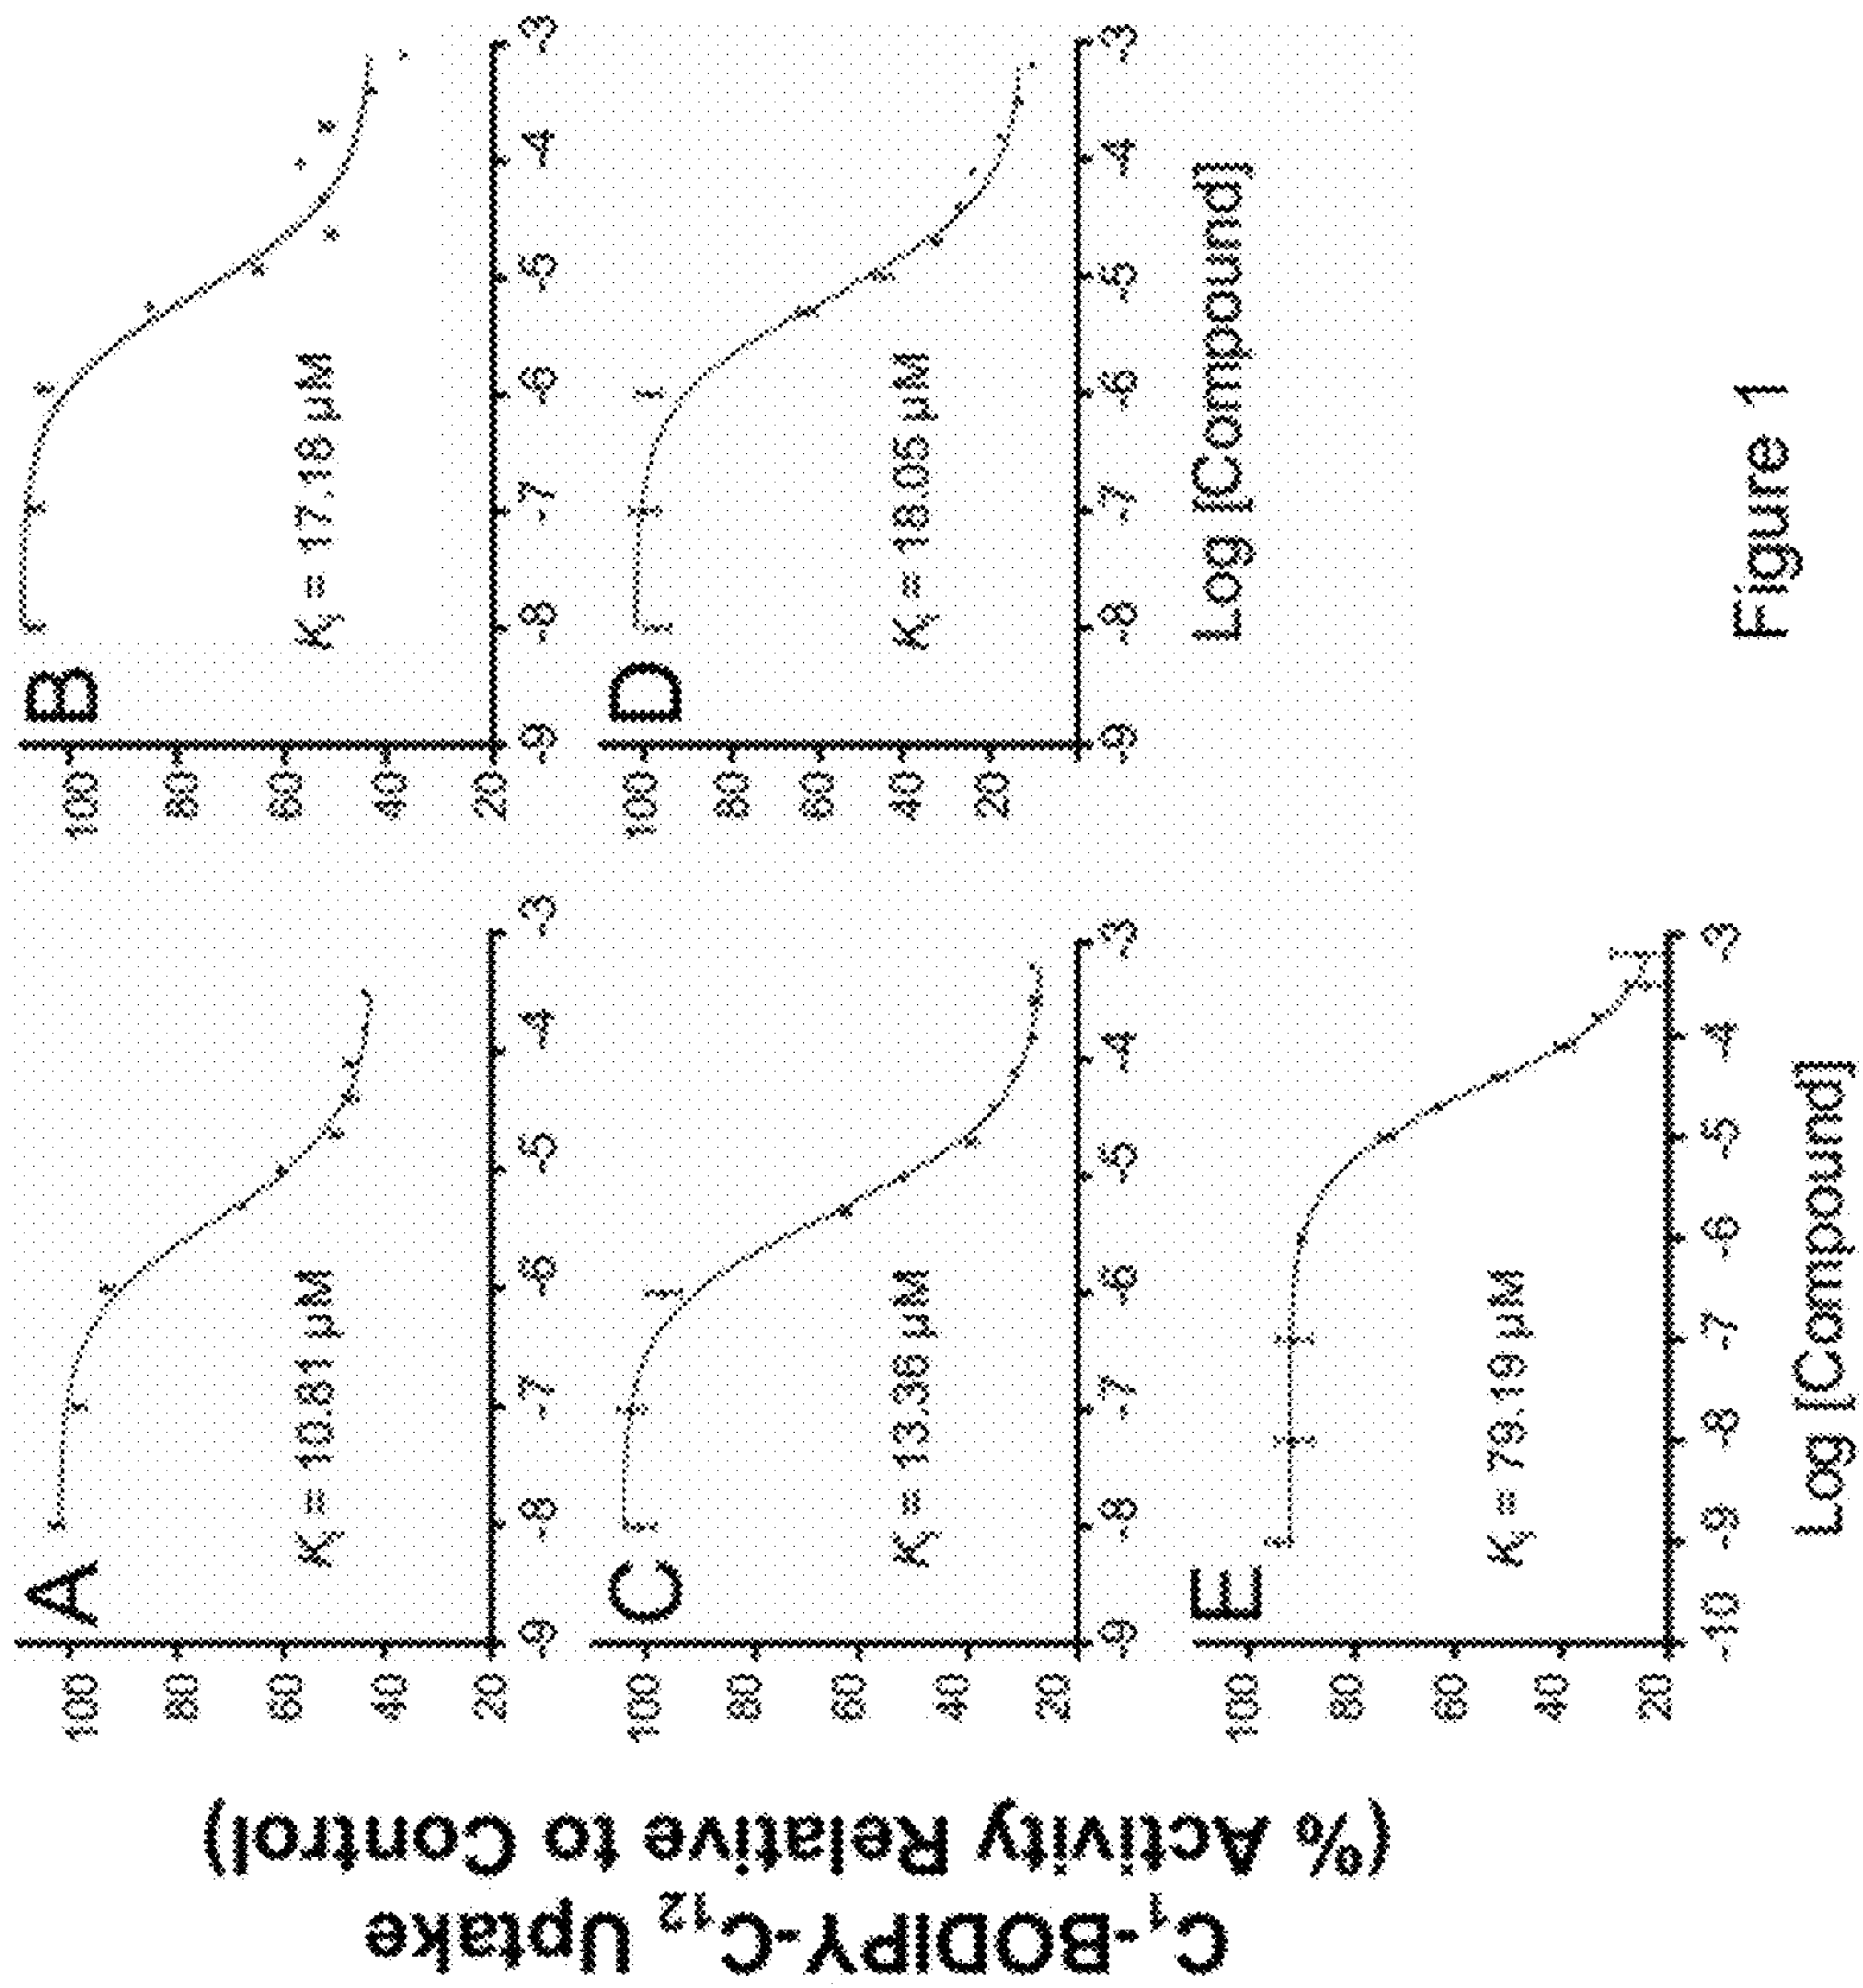 C₁-BODIPY-C₁₂ Uptake
(% Activity Relative to Control)
A
100
80
60
40
20
-9 -8 -7 -6 -5 -4 -3
Kᵢ = 10.81 µM
B
100
80
60
40
20
-9 -8 -7 -6 -5 -4 -3
Kᵢ = 17.18 µM
C
100
80
60
40
20
-9 -8 -7 -6 -5 -4 -3
Kᵢ = 13.36 µM
D
100
80
60
40
20
-9 -8 -7 -6 -5 -4 -3
Kᵢ = 18.05 µM
Log [Compound]
E
100
80
60
40
20
-10 -9 -8 -7 -6 -5 -4 -3
Kᵢ = 79.19 µM
Log [Compound]
Figure 1